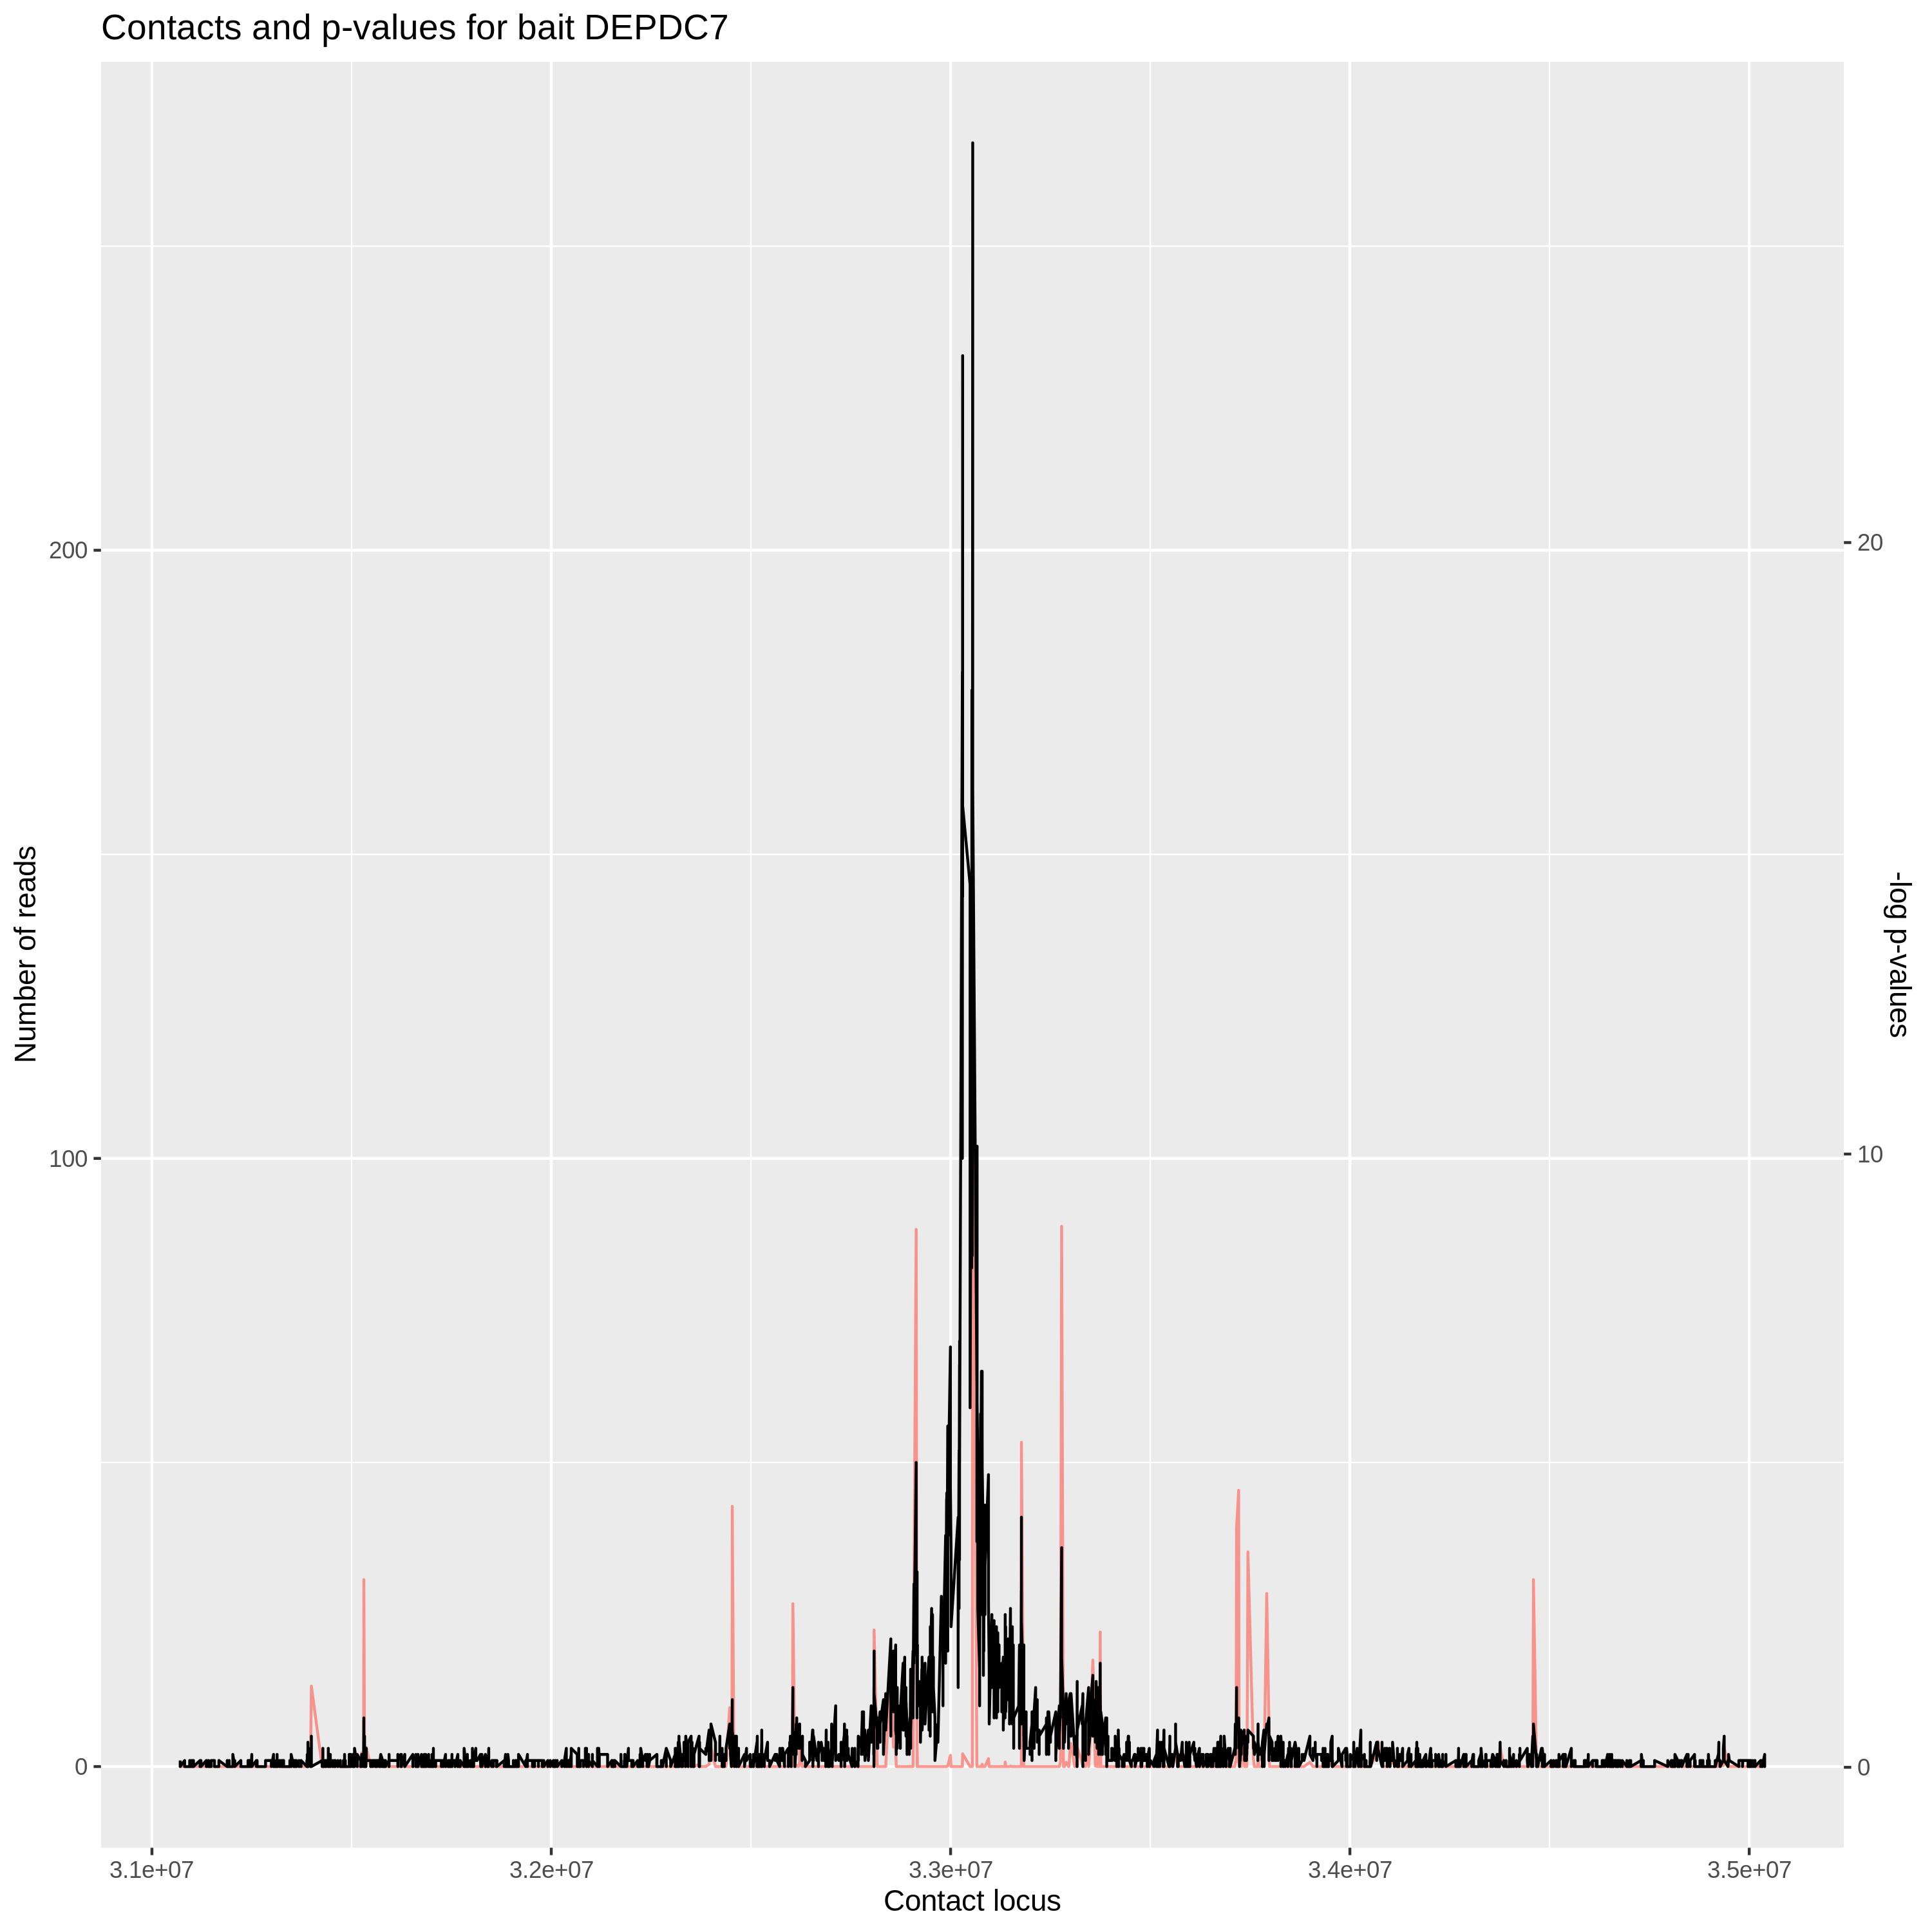 Contacts and p-values for bait DEPDC7
Number of reads
200
100
0
20
10
0
-log p-values
3.1e+07
3.2e+07
3.3e+07
3.4e+07
3.5e+07
Contact locus